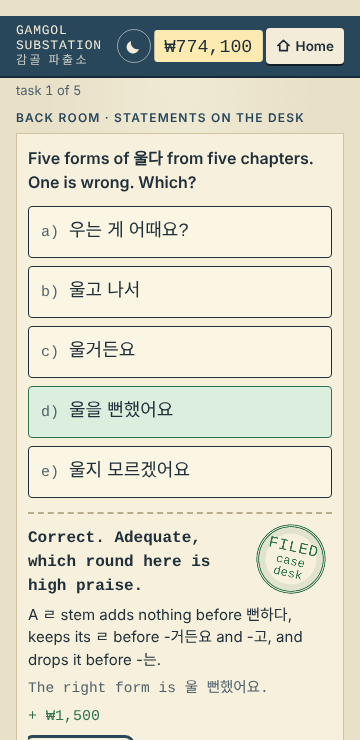 GAMGOL
SUBSTATION
감골 파출소
₩774,100
Home
task 1 of 5
BACK ROOM · STATEMENTS ON THE DESK
Five forms of 울다 from five chapters.
One is wrong. Which?
a) 우는 게 어때요?
b) 울고 나서
c) 울거든요
d) 울을 뻔했어요
e) 울지 모르겠어요
Correct. Adequate,
which round here is
high praise.
FILED
case
desk
A ㄹ stem adds nothing before 뻔하다,
keeps its ㄹ before -거든요 and -고, and
drops it before -는.
The right form is 울 뻔했어요.
+ ₩1,500